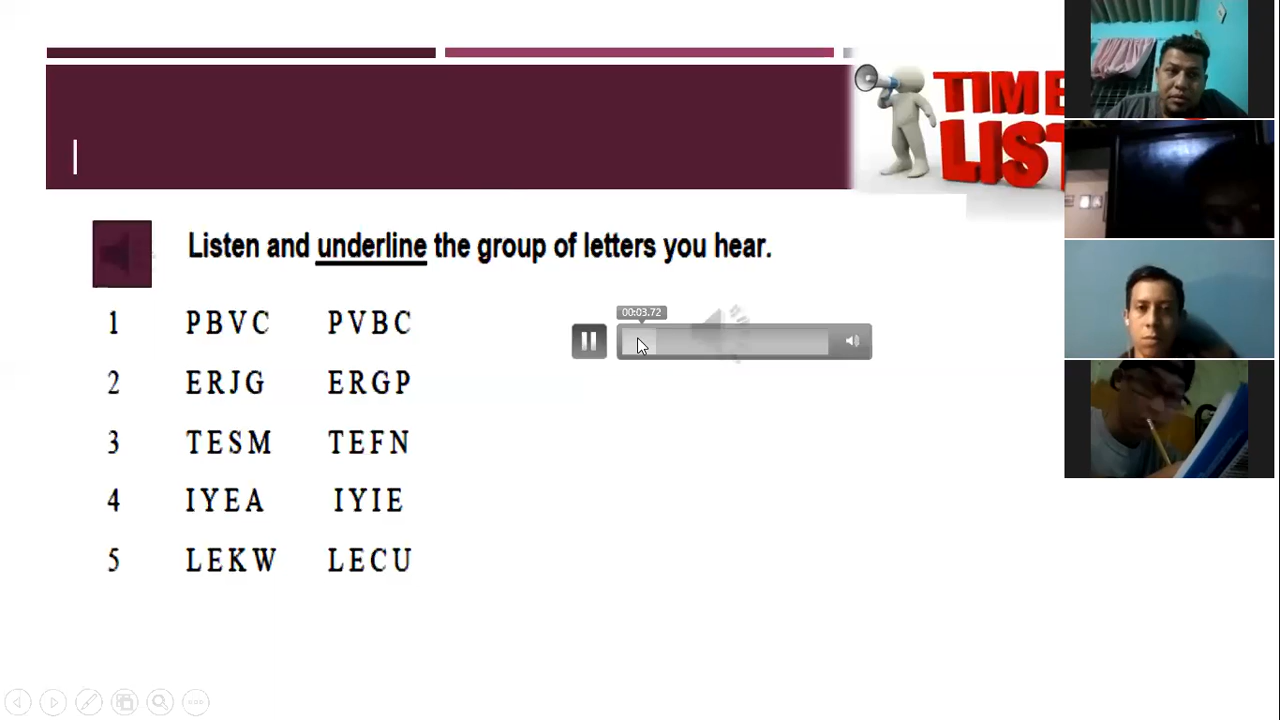 TIME
LIST
Listen and underline the group of letters you hear.
1 PBVC PVBC
00:03.72
2 ERJG ERGP
3 TESM TEFN
4 IYEA IYIE
5 LEKW LECU